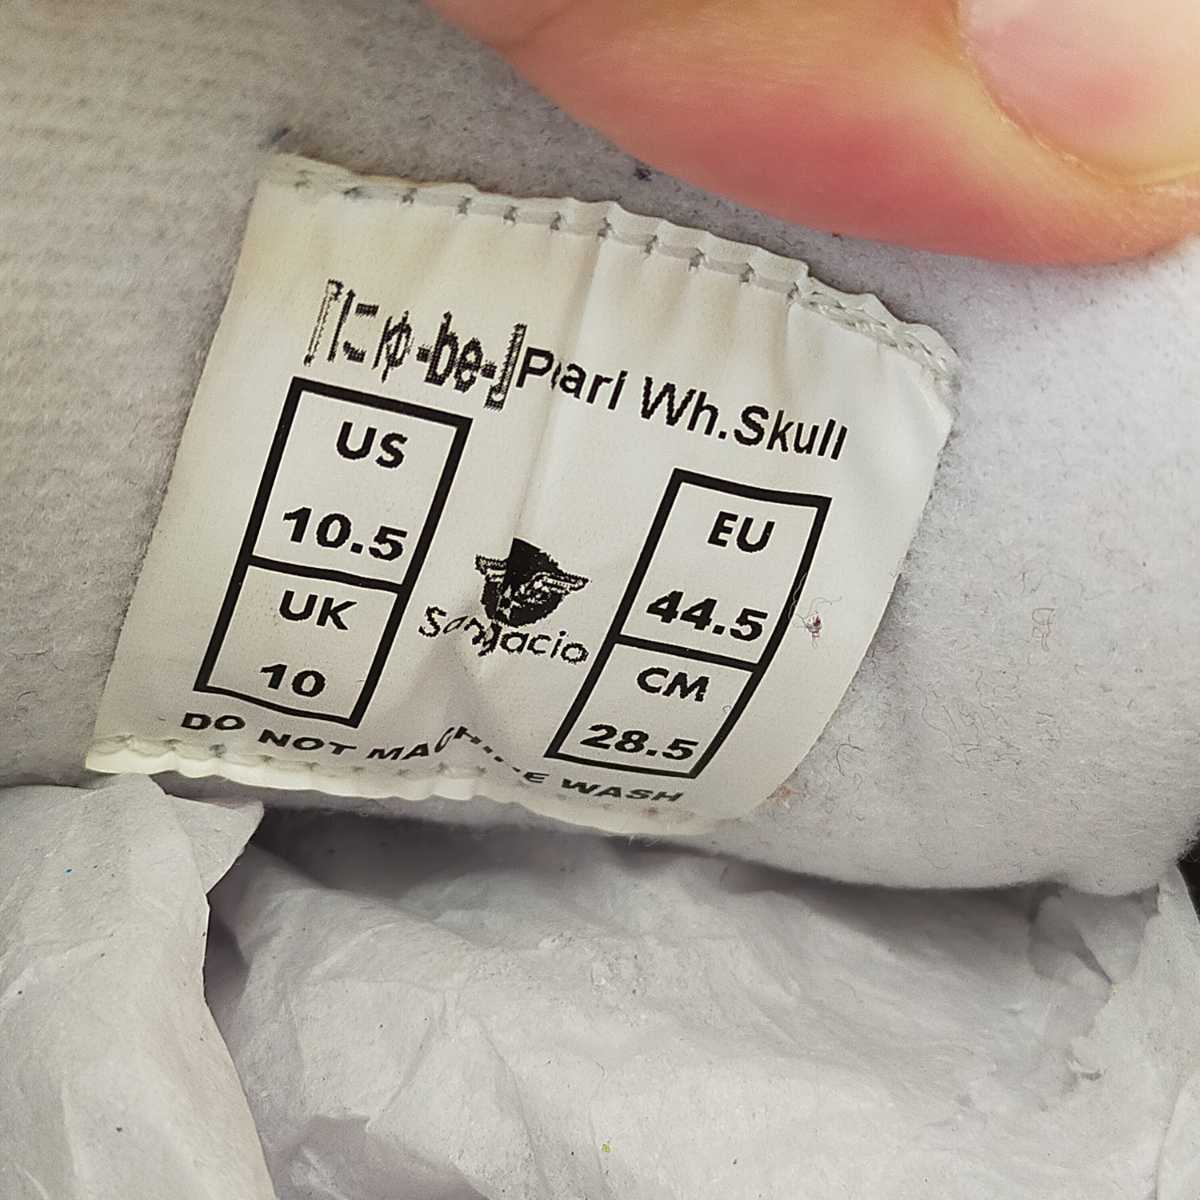 「にゅ-be-」Pearl Wh.Skull
US
10.5
UK
10
Sanjacio
EU
44.5
CM
28.5
DO NOT MACHINE WASH